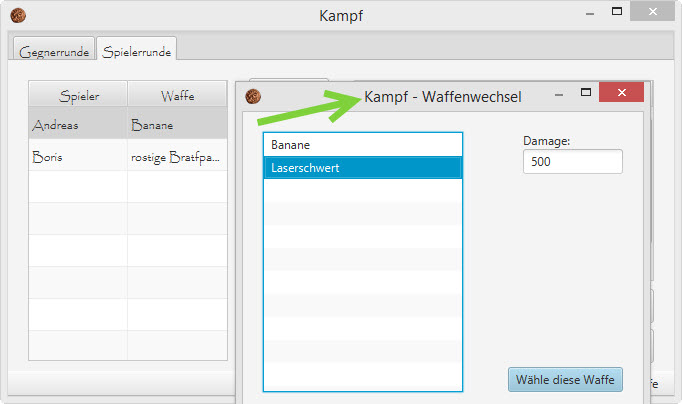 Kampf
Gegnerrunde Spielerrunde
Spieler Waffe
Andreas Banane
Boris rostige Bratfpa...
Kampf - Waffenwechsel
Banane
Laserschwert
Damage:
500
Wähle diese Waffe
fe